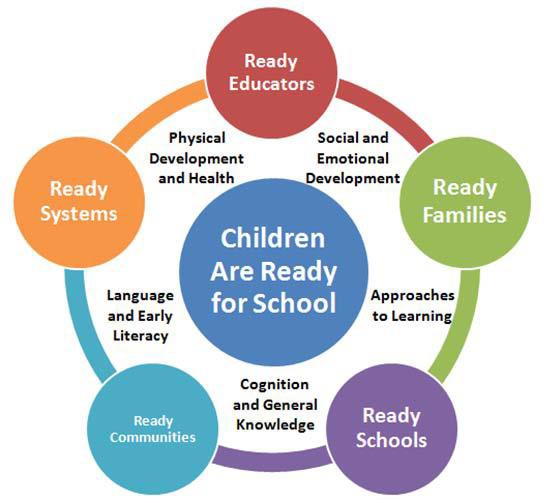 Ready
Educators
Physical
Development
and Health
Social and
Emotional
Development
Ready
Systems
Ready
Families
Children
Are Ready
for School
Language
and Early
Literacy
Approaches
to Learning
Cognition
and General
Knowledge
Ready
Communities
Ready
Schools